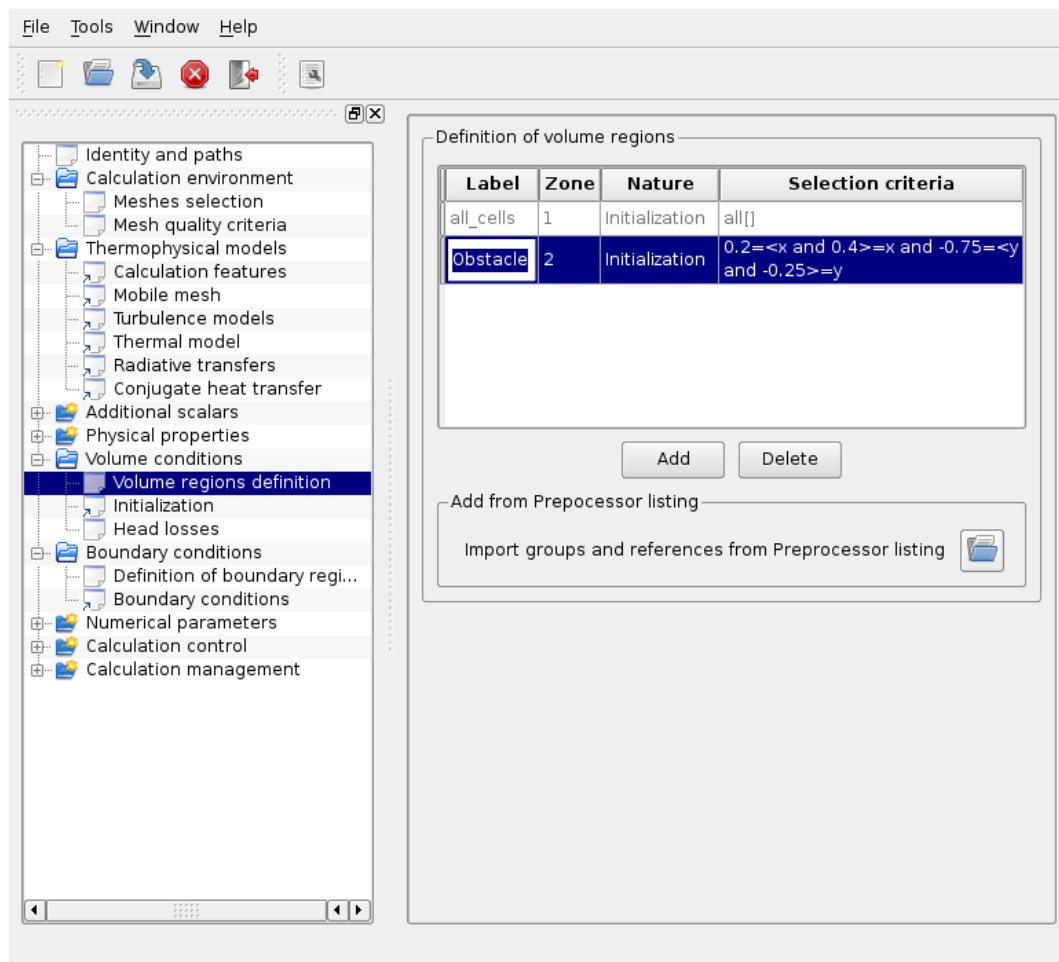 File Tools Window Help
Identity and paths
Calculation environment
Meshes selection
Mesh quality criteria
Thermophysical models
Calculation features
Mobile mesh
Turbulence models
Thermal model
Radiative transfers
Conjugate heat transfer
Additional scalars
Physical properties
Volume conditions
Volume regions definition
Initialization
Head losses
Boundary conditions
Definition of boundary regi...
Boundary conditions
Numerical parameters
Calculation control
Calculation management
Definition of volume regions
Label Zone Nature Selection criteria
all_cells 1 Initialization all[]
Obstacle 2 Initialization 0.2=<x and 0.4>=x and -0.75=<y
and -0.25>=y
Add Delete
Add from Prepocessor listing
Import groups and references from Preprocessor listing